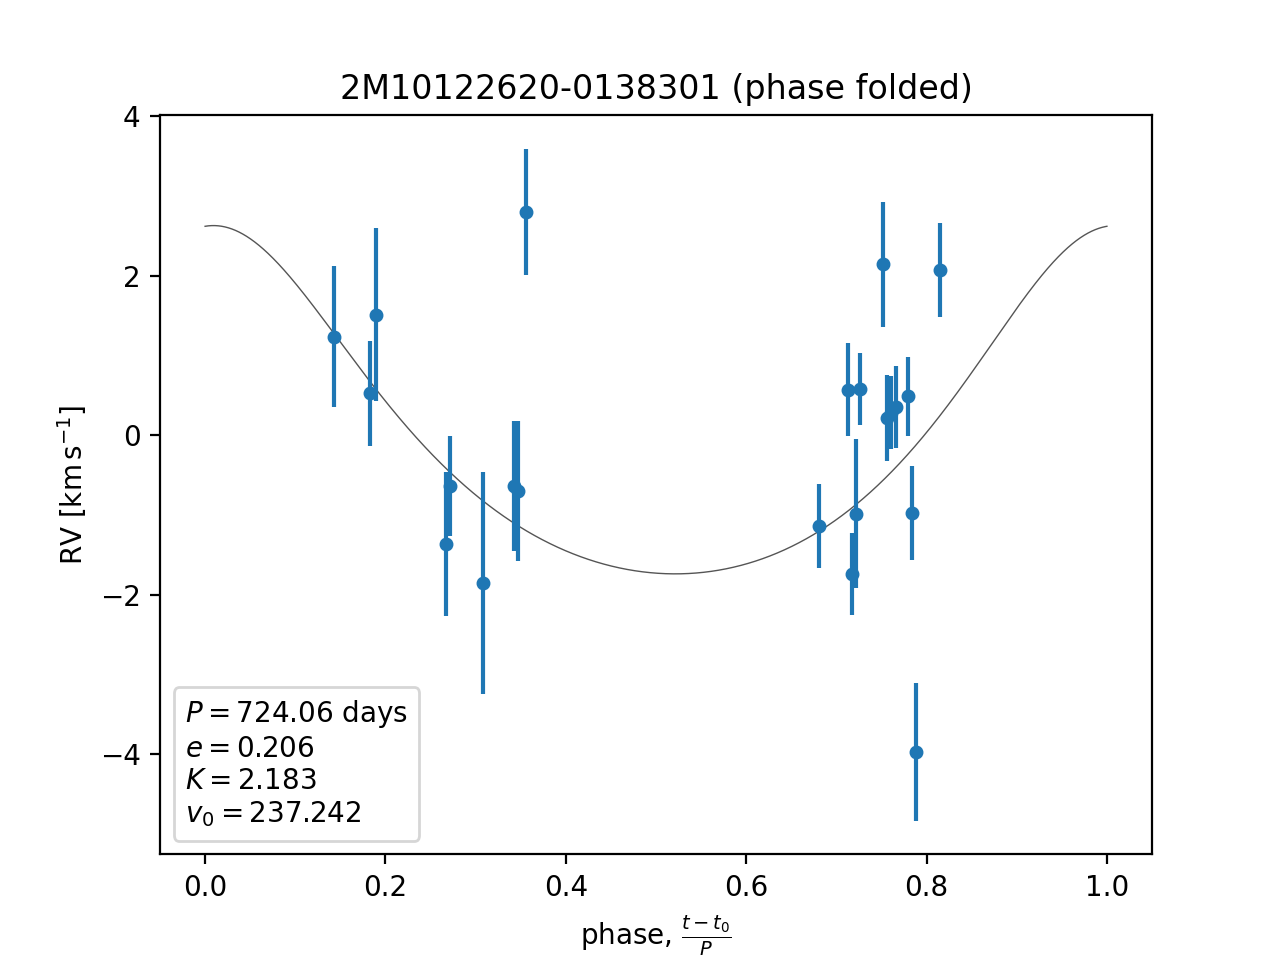 2M10122620-0138301 (phase folded)
4
2
0
−2
−4
RV [km s⁻¹]
P = 724.06 days
e = 0.206
K = 2.183
v₀ = 237.242
0.0 0.2 0.4 0.6 0.8 1.0
phase, (t − t₀)/P